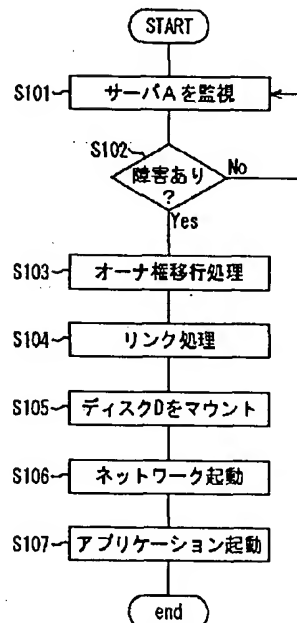 START
S101 サーバAを監視
S102
障害あり
?
No
Yes
S103 オーナ権移行処理
S104 リンク処理
S105 ディスクDをマウント
S106 ネットワーク起動
S107 アプリケーション起動
end